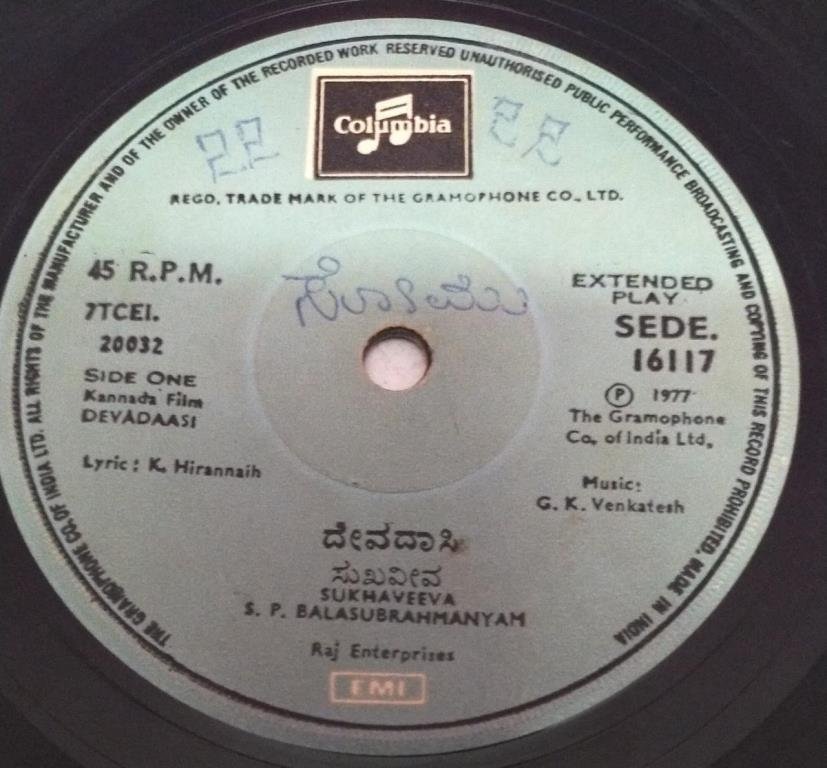 THE GRAMOPHONE CO. OF INDIA LTD. ALL RIGHTS OF THE MANUFACTURER AND OF THE OWNER OF THE RECORDED WORK RESERVED UNAUTHORISED PUBLIC PERFORMANCE BROADCASTING AND COPYING OF THIS RECORD PROHIBITED. MADE IN INDIA
Columbia
22 22
REGD. TRADE MARK OF THE GRAMOPHONE CO., LTD.
45 R.P.M.
7TCEI.
20032
SIDE ONE
Kannada Film
DEVADAASI
Lyric: K. Hirannaih
EXTENDED
PLAY
SEDE.
16117
Ⓟ 1977
The Gramophone
Co. of India Ltd.
Music:
G. K. Venkatesh
ದೇವದಾಸಿ
ಸುಖವೀವ
SUKHAVEEVA
S. P. BALASUBRAHMANYAM
Raj Enterprises
EMI